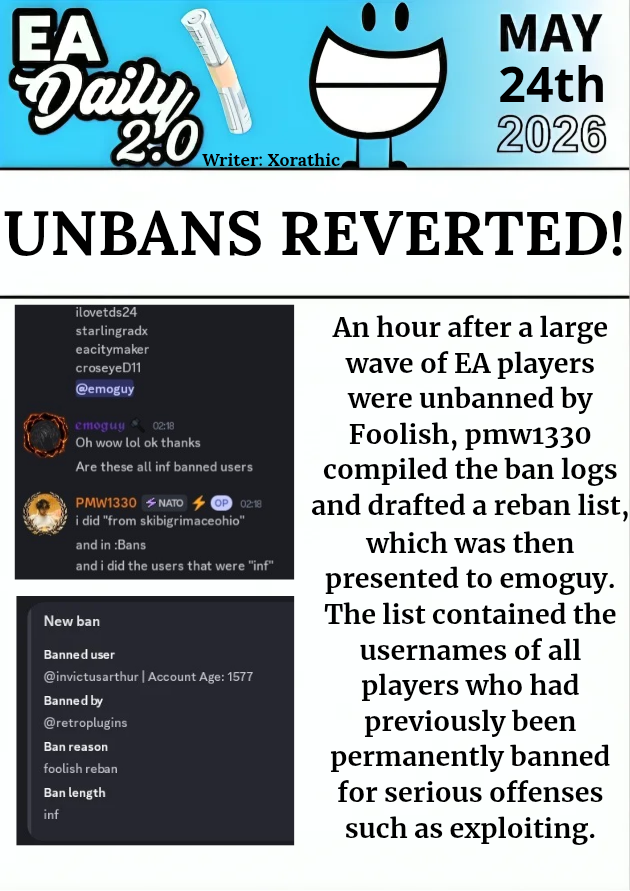 EA
Daily
2.0
Writer: Xorathic
MAY
24th
2026
UNBANS REVERTED!
ilovetds24
starlingradx
eacitymaker
croseyeD11
@emoguy
emoguy 02:18
Oh wow lol ok thanks
Are these all inf banned users
PMW1330 NATO OP 02:18
i did "from skibigrimaceohio"
and in :Bans
and i did the users that were "inf"
New ban
Banned user
@invictusarthur | Account Age: 1577
Banned by
@retroplugins
Ban reason
foolish reban
Ban length
inf
An hour after a large
wave of EA players
were unbanned by
Foolish, pmw1330
compiled the ban logs
and drafted a reban list,
which was then
presented to emoguy.
The list contained the
usernames of all
players who had
previously been
permanently banned
for serious offenses
such as exploiting.